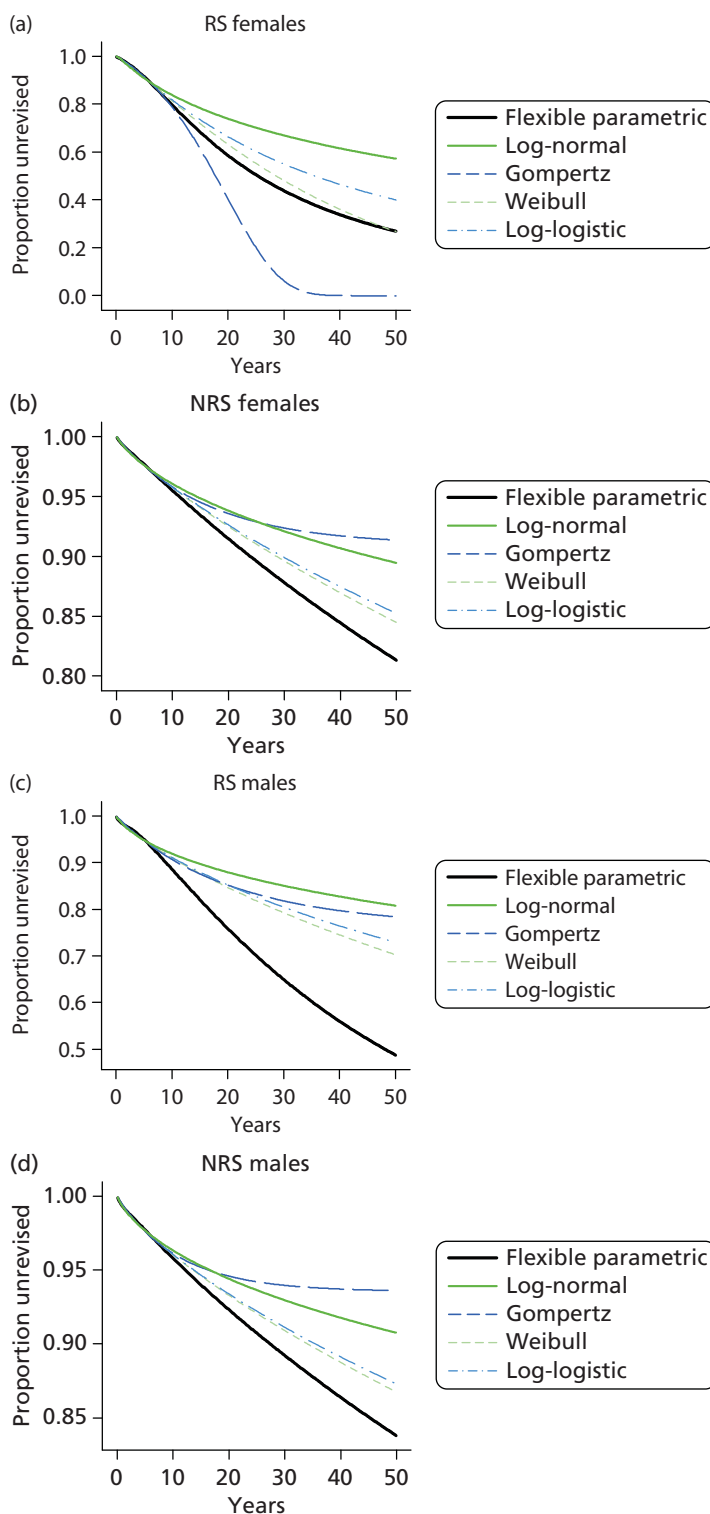 (a)
RS females
1.0
0.8
0.6
0.4
0.2
0.0
Proportion unrevised
0 10 20 30 40 50
Years
Flexible parametric
Log-normal
Gompertz
Weibull
Log-logistic
(b)
NRS females
1.00
0.95
0.90
0.85
0.80
Proportion unrevised
0 10 20 30 40 50
Years
Flexible parametric
Log-normal
Gompertz
Weibull
Log-logistic
(c)
RS males
1.0
0.9
0.8
0.7
0.6
0.5
Proportion unrevised
0 10 20 30 40 50
Years
Flexible parametric
Log-normal
Gompertz
Weibull
Log-logistic
(d)
NRS males
1.00
0.95
0.90
0.85
Proportion unrevised
0 10 20 30 40 50
Years
Flexible parametric
Log-normal
Gompertz
Weibull
Log-logistic